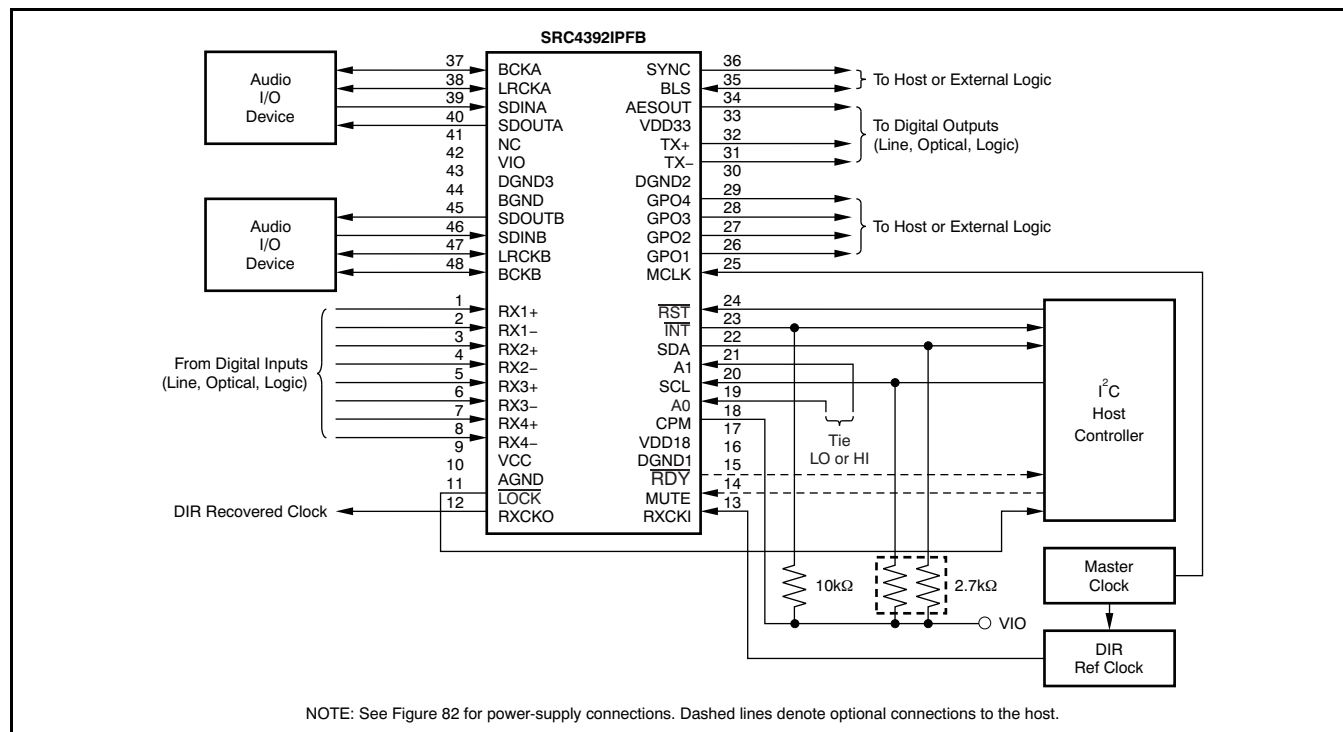 SRC4392IPFB
Audio
I/O
Device
37
38
39
40
41
42
43
44
45
46
47
48
BCKA
LRCKA
SDINA
SDOUTA
NC
VIO
DGND3
BGND
SDOUTB
SDINB
LRCKB
BCKB
Audio
I/O
Device
SYNC
BLS
AESOUT
VDD33
TX+
TX−
DGND2
GPO4
GPO3
GPO2
GPO1
MCLK
36
35
34
33
32
31
30
29
28
27
26
25
To Host or External Logic
To Digital Outputs
(Line, Optical, Logic)
To Host or External Logic
From Digital Inputs
(Line, Optical, Logic)
1
2
3
4
5
6
7
8
9
10
11
12
RX1+
RX1−
RX2+
RX2−
RX3+
RX3−
RX4+
RX4−
VCC
AGND
LOCK
RXCKO
DIR Recovered Clock
RST
INT
SDA
A1
SCL
A0
CPM
VDD18
DGND1
RDY
MUTE
RXCKI
24
23
22
21
20
19
18
17
16
15
14
13
Tie
LO or HI
I²C
Host
Controller
10kΩ
2.7kΩ
VIO
Master
Clock
DIR
Ref Clock
NOTE: See Figure 82 for power-supply connections. Dashed lines denote optional connections to the host.